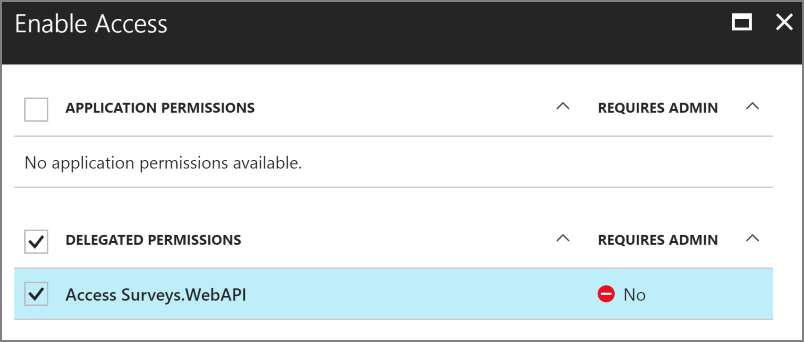 Enable Access
APPLICATION PERMISSIONS REQUIRES ADMIN
No application permissions available.
DELEGATED PERMISSIONS REQUIRES ADMIN
Access Surveys.WebAPI No